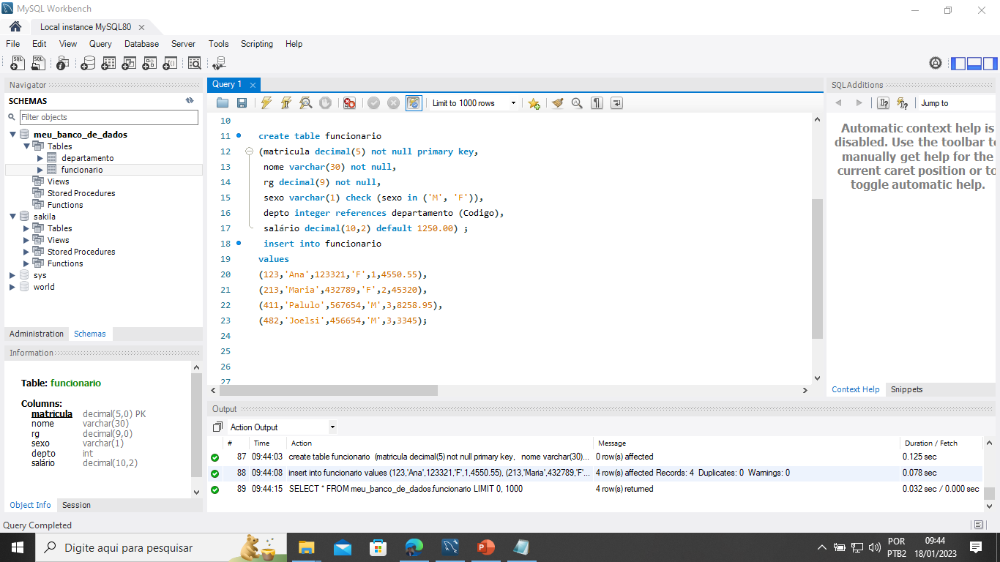 MySQL Workbench
Local instance MySQL80
File Edit View Query Database Server Tools Scripting Help
Navigator
SCHEMAS
Filter objects
meu_banco_de_dados
Tables
departamento
funcionario
Views
Stored Procedures
Functions
sakila
Tables
Views
Stored Procedures
Functions
sys
world
Administration Schemas
Information
Table: funcionario
Columns:
matricula decimal(5,0) PK
nome varchar(30)
rg decimal(9,0)
sexo varchar(1)
depto int
salário decimal(10,2)
Object Info Session
Query Completed
Query 1
Limit to 1000 rows
10
11 create table funcionario
12 (matricula decimal(5) not null primary key,
13 nome varchar(30) not null,
14 rg decimal(9) not null,
15 sexo varchar(1) check (sexo in ('M', 'F')),
16 depto integer references departamento (Codigo),
17 salário decimal(10,2) default 1250.00) ;
18 insert into funcionario
19 values
20 (123,'Ana',123321,'F',1,4550.55),
21 (213,'Maria',432789,'F',2,45320),
22 (411,'Palulo',567654,'M',3,8258.95),
23 (482,'Joelsi',456654,'M',3,3345);
24
25
26
27
SQLAdditions
Jump to
Automatic context help is
disabled. Use the toolbar to
manually get help for the
current caret position or to
toggle automatic help.
Context Help Snippets
Output
Action Output
# Time Action Message Duration / Fetch
87 09:44:03 create table funcionario (matricula decimal(5) not null primary key, nome varchar(30)... 0 row(s) affected 0.125 sec
88 09:44:08 insert into funcionario values (123,'Ana',123321,'F',1,4550.55), (213,'Maria',432789,'F'... 4 row(s) affected Records: 4 Duplicates: 0 Warnings: 0 0.078 sec
89 09:44:15 SELECT * FROM meu_banco_de_dados.funcionario LIMIT 0, 1000 4 row(s) returned 0.032 sec / 0.000 sec
Digite aqui para pesquisar
POR
PTB2
09:44
18/01/2023